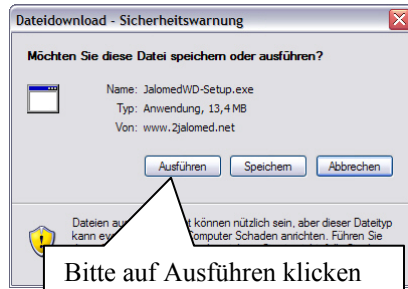 Dateidownload - Sicherheitswarnung
Möchten Sie diese Datei speichern oder ausführen?
Name: JalomedWD-Setup.exe
Typ: Anwendung, 13,4 MB
Von: www.2jalomed.net
Ausführen Speichern Abbrechen
Dateien können nützlich sein, aber dieser Dateityp
kann Computer Schaden anrichten. Führen Sie
Bitte auf Ausführen klicken